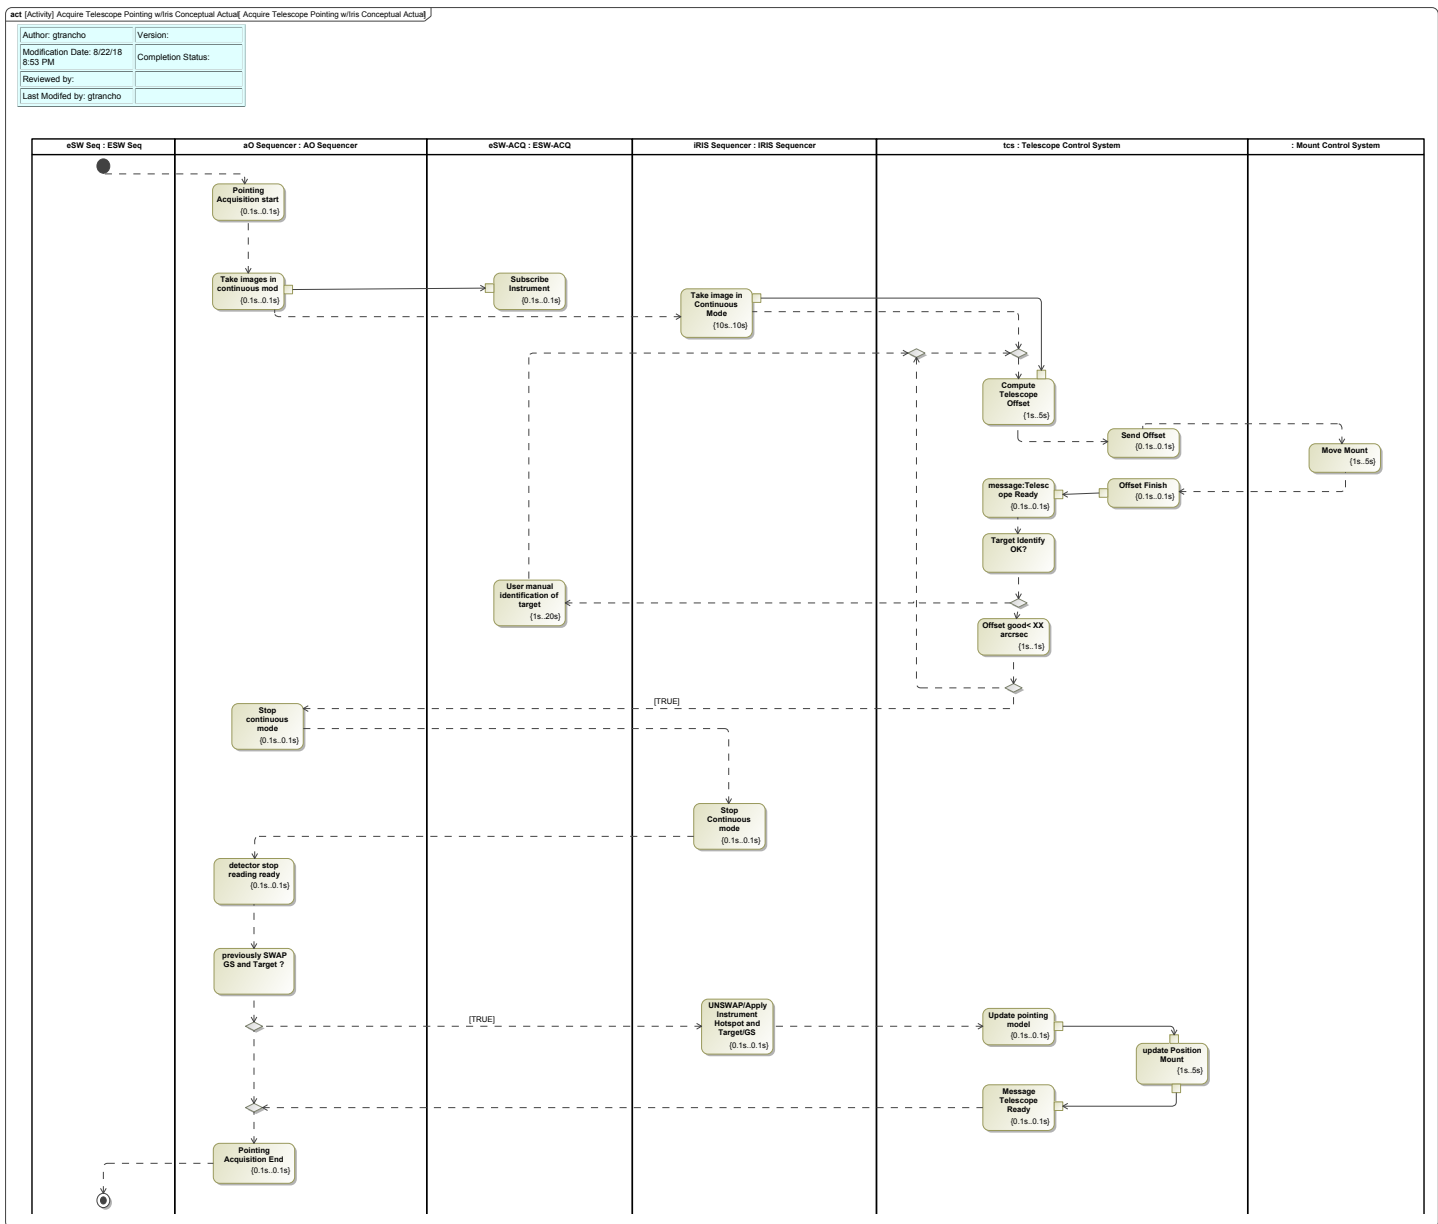 act [Activity] Acquire Telescope Pointing w/Iris Conceptual Actual[ Acquire Telescope Pointing w/Iris Conceptual Actual]
Author: gtrancho
Version:
Modification Date: 8/22/18
8:53 PM
Completion Status:
Reviewed by:
Last Modifed by: gtrancho
eSW Seq : ESW Seq
aO Sequencer : AO Sequencer
eSW-ACQ : ESW-ACQ
iRIS Sequencer : IRIS Sequencer
tcs : Telescope Control System
: Mount Control System
Pointing
Acquisition start
{0.1s..0.1s}
Take images in
continuous mod
{0.1s..0.1s}
Subscribe
Instrument
{0.1s..0.1s}
Take image in
Continuous
Mode
{10s..10s}
Compute
Telescope
Offset
{1s..5s}
Send Offset
{0.1s..0.1s}
Move Mount
{1s..5s}
message:Telesc
ope Ready
{0.1s..0.1s}
Offset Finish
{0.1s..0.1s}
Target Identify
OK?
User manual
identification of
target
{1s..20s}
Offset good< XX
arcrsec
{1s..1s}
[TRUE]
Stop
continuous
mode
{0.1s..0.1s}
Stop
Continuous
mode
{0.1s..0.1s}
detector stop
reading ready
{0.1s..0.1s}
previously SWAP
GS and Target ?
[TRUE]
UNSWAP/Apply
Instrument
Hotspot and
Target/GS
{0.1s..0.1s}
Update pointing
model
{0.1s..0.1s}
update Position
Mount
{1s..5s}
Message
Telescope
Ready
{0.1s..0.1s}
Pointing
Acquisition End
{0.1s..0.1s}